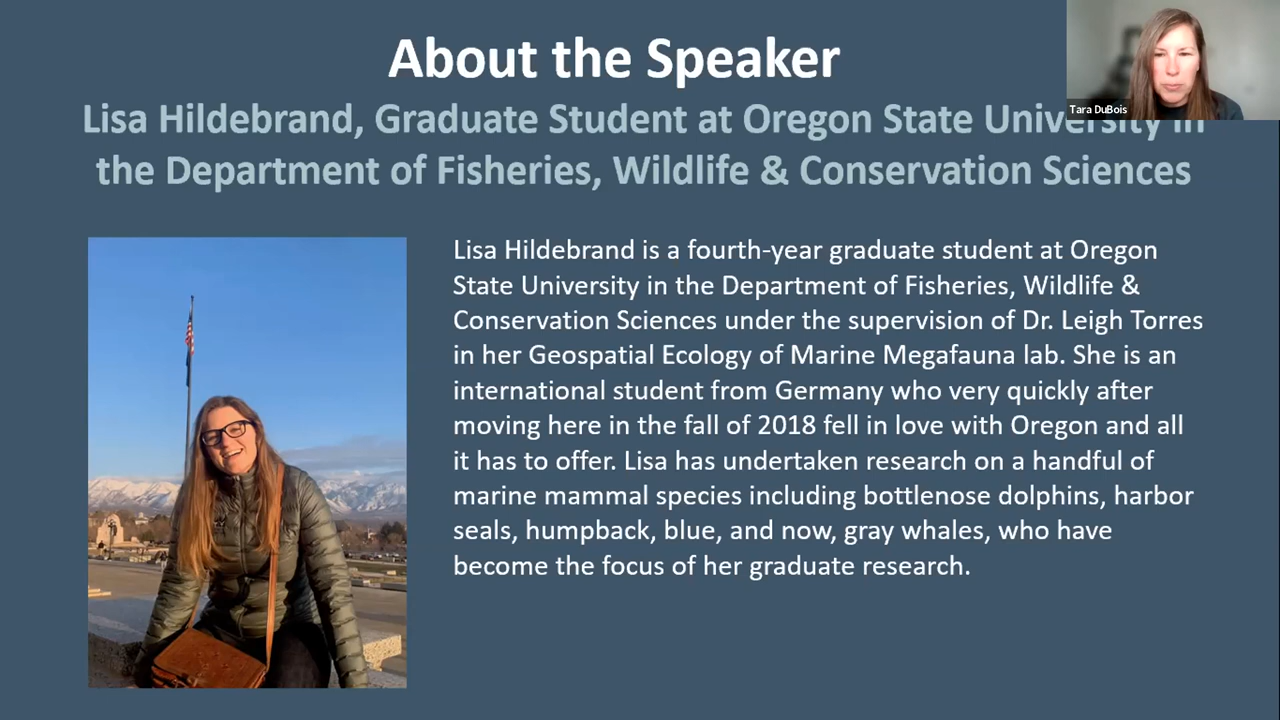 About the Speaker
Tara DuBois
Lisa Hildebrand, Graduate Student at Oregon State University in
the Department of Fisheries, Wildlife & Conservation Sciences
Lisa Hildebrand is a fourth-year graduate student at Oregon
State University in the Department of Fisheries, Wildlife &
Conservation Sciences under the supervision of Dr. Leigh Torres
in her Geospatial Ecology of Marine Megafauna lab. She is an
international student from Germany who very quickly after
moving here in the fall of 2018 fell in love with Oregon and all
it has to offer. Lisa has undertaken research on a handful of
marine mammal species including bottlenose dolphins, harbor
seals, humpback, blue, and now, gray whales, who have
become the focus of her graduate research.